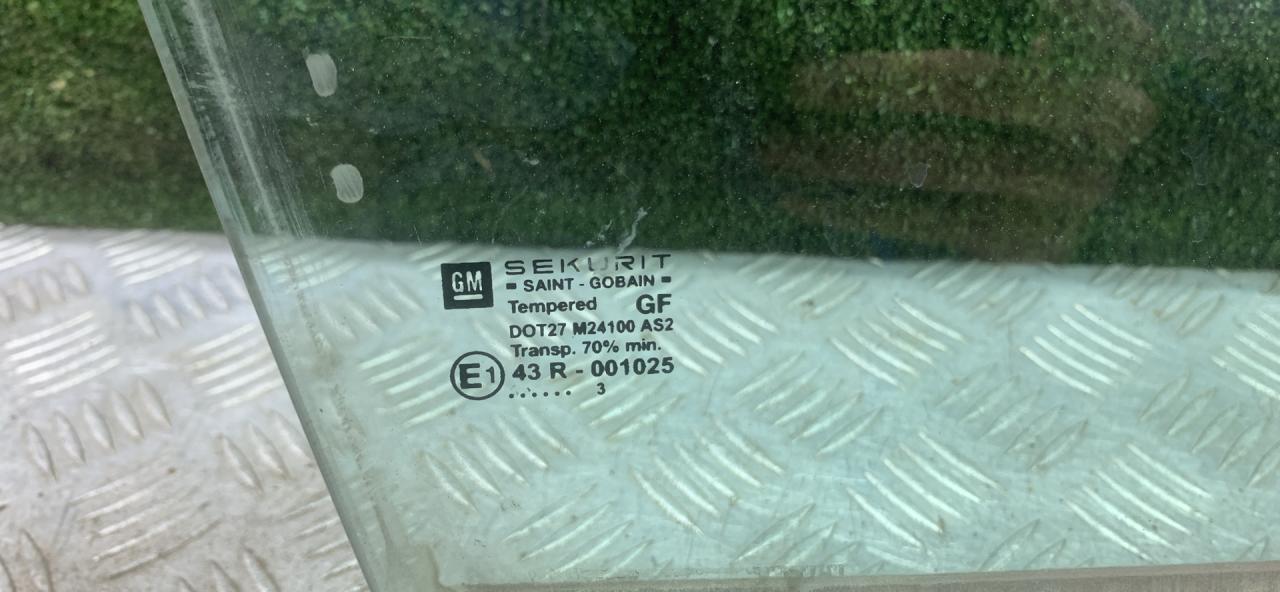 GM
SEKURIT
SAINT - GOBAIN
Tempered GF
DOT27 M24100 AS2
Transp. 70% min.
E1 43 R - 001025
...... 3